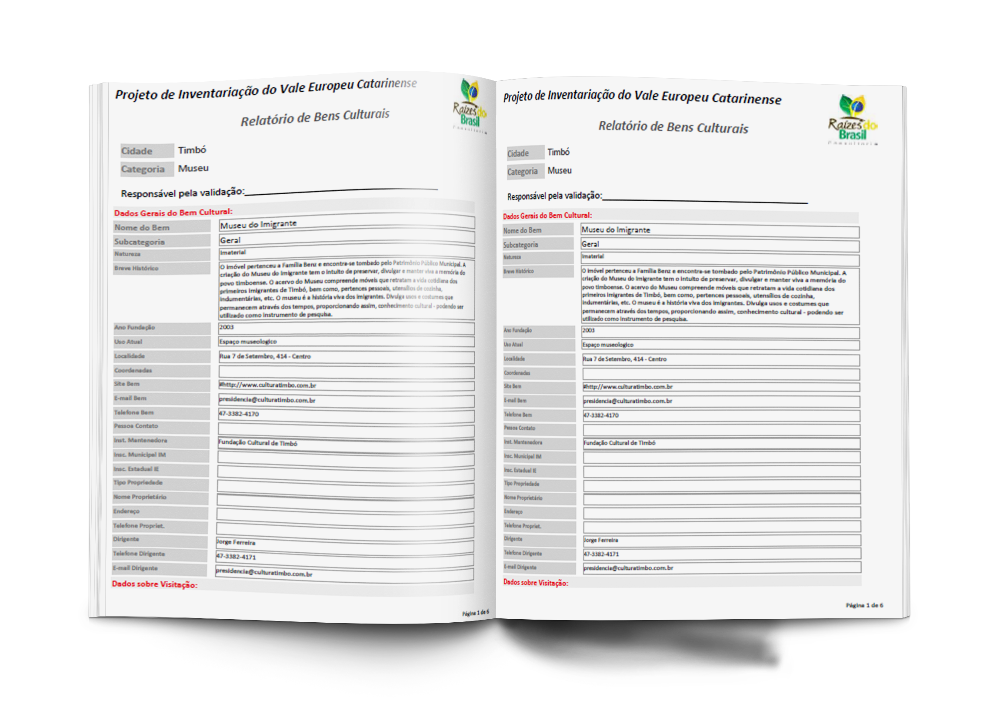 Projeto de Inventariação do Vale Europeu Catarinense
Relatório de Bens Culturais
Raízes do
Brasil
Consultoria
Cidade Timbó
Categoria Museu
Responsável pela validação:
Dados Gerais do Bem Cultural:
Nome do Bem Museu do Imigrante
Subcategoria Geral
Natureza Imaterial
Breve Histórico O imóvel pertenceu a Família Benz e encontra-se tombado pelo Patrimônio Público Municipal. A
criação do Museu do Imigrante tem o intuito de preservar, divulgar e manter viva a memória do
povo timboense. O acervo do Museu compreende móveis que retratam a vida cotidiana dos
primeiros imigrantes de Timbó, bem como, pertences pessoais, utensílios de cozinha,
indumentárias, etc. O museu é a história viva dos imigrantes. Divulga usos e costumes que
permanecem através dos tempos, proporcionando assim, conhecimento cultural - podendo ser
utilizado como instrumento de pesquisa.
Ano Fundação 2003
Uso Atual Espaço museologico
Localidade Rua 7 de Setembro, 414 - Centro
Coordenadas
Site Bem #http://www.culturatimbo.com.br
E-mail Bem presidencia@culturatimbo.com.br
Telefone Bem 47-3382-4170
Pessoa Contato
Inst. Mantenedora Fundação Cultural de Timbó
Insc. Municipal IM
Insc. Estadual IE
Tipo Propriedade
Nome Proprietário
Endereço
Telefone Propriet.
Dirigente Jorge Ferreira
Telefone Dirigente 47-3382-4171
E-mail Dirigente presidencia@culturatimbo.com.br
Dados sobre Visitação:
Página 1 de 6
Projeto de Inventariação do Vale Europeu Catarinense
Relatório de Bens Culturais
Raízes do
Brasil
Consultoria
Cidade Timbó
Categoria Museu
Responsável pela validação:
Dados Gerais do Bem Cultural:
Nome do Bem Museu do Imigrante
Subcategoria Geral
Natureza Imaterial
Breve Histórico O imóvel pertenceu a Família Benz e encontra-se tombado pelo Patrimônio Público Municipal. A
criação do Museu do Imigrante tem o intuito de preservar, divulgar e manter viva a memória do
povo timboense. O acervo do Museu compreende móveis que retratam a vida cotidiana dos
primeiros imigrantes de Timbó, bem como, pertences pessoais, utensílios de cozinha,
indumentárias, etc. O museu é a história viva dos imigrantes. Divulga usos e costumes que
permanecem através dos tempos, proporcionando assim, conhecimento cultural - podendo ser
utilizado como instrumento de pesquisa.
Ano Fundação 2003
Uso Atual Espaço museologico
Localidade Rua 7 de Setembro, 414 - Centro
Coordenadas
Site Bem #http://www.culturatimbo.com.br
E-mail Bem presidencia@culturatimbo.com.br
Telefone Bem 47-3382-4170
Pessoa Contato
Inst. Mantenedora Fundação Cultural de Timbó
Insc. Municipal IM
Insc. Estadual IE
Tipo Propriedade
Nome Proprietário
Endereço
Telefone Propriet.
Dirigente Jorge Ferreira
Telefone Dirigente 47-3382-4171
E-mail Dirigente presidencia@culturatimbo.com.br
Dados sobre Visitação:
Página 1 de 6